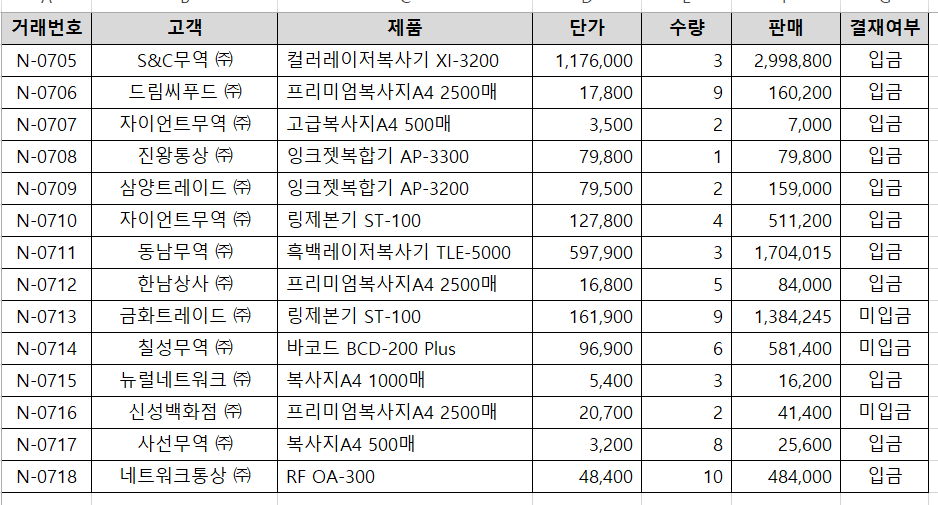 거래번호 고객 제품 단가 수량 판매 결재여부
N-0705 S&C무역 ㈜ 컬러레이저복사기 XI-3200 1,176,000 3 2,998,800 입금
N-0706 드림씨푸드 ㈜ 프리미엄복사지A4 2500매 17,800 9 160,200 입금
N-0707 자이언트무역 ㈜ 고급복사지A4 500매 3,500 2 7,000 입금
N-0708 진왕통상 ㈜ 잉크젯복합기 AP-3300 79,800 1 79,800 입금
N-0709 삼양트레이드 ㈜ 잉크젯복합기 AP-3200 79,500 2 159,000 입금
N-0710 자이언트무역 ㈜ 링제본기 ST-100 127,800 4 511,200 입금
N-0711 동남무역 ㈜ 흑백레이저복사기 TLE-5000 597,900 3 1,704,015 입금
N-0712 한남상사 ㈜ 프리미엄복사지A4 2500매 16,800 5 84,000 입금
N-0713 금화트레이드 ㈜ 링제본기 ST-100 161,900 9 1,384,245 미입금
N-0714 칠성무역 ㈜ 바코드 BCD-200 Plus 96,900 6 581,400 미입금
N-0715 뉴럴네트워크 ㈜ 복사지A4 1000매 5,400 3 16,200 입금
N-0716 신성백화점 ㈜ 프리미엄복사지A4 2500매 20,700 2 41,400 미입금
N-0717 사선무역 ㈜ 복사지A4 500매 3,200 8 25,600 입금
N-0718 네트워크통상 ㈜ RF OA-300 48,400 10 484,000 입금